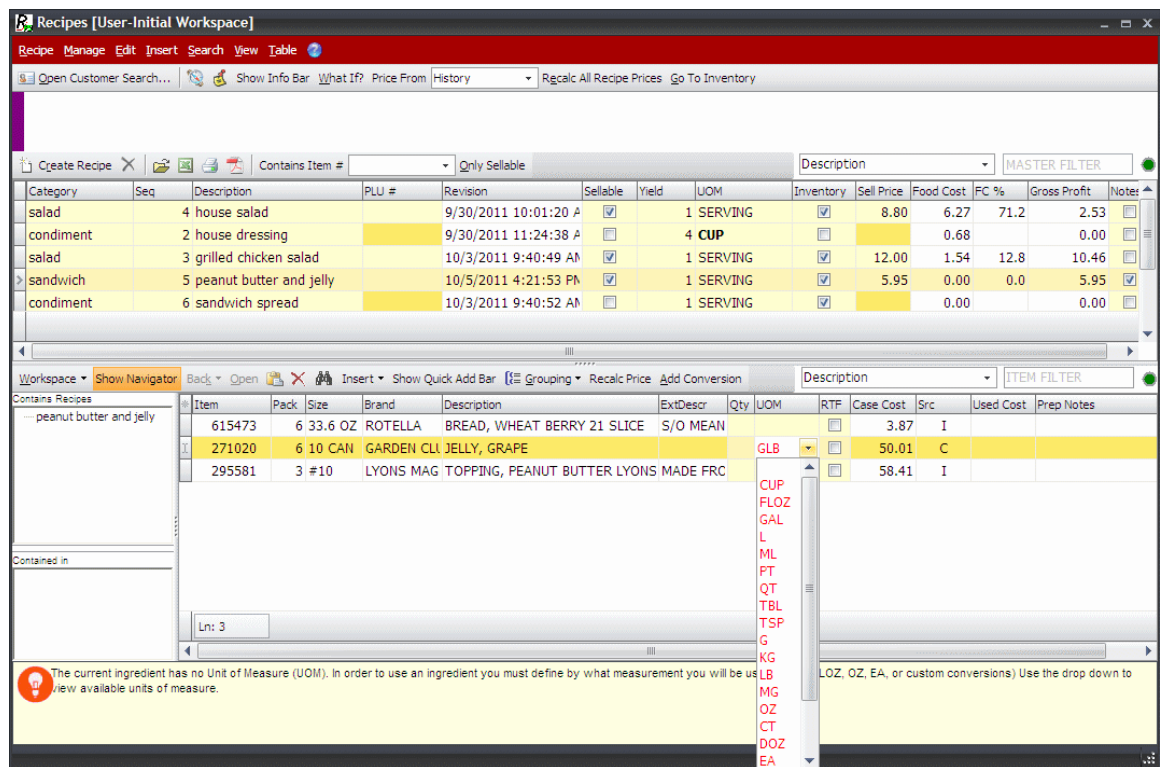 Recipes [User-Initial Workspace]
Recipe Manage Edit Insert Search View Table ?
Open Customer Search... Show Info Bar What If? Price From History Recalc All Recipe Prices Go To Inventory
Create Recipe Contains Item # Only Sellable Description MASTER FILTER
Category Seq Description PLU # Revision Sellable Yield UOM Inventory Sell Price Food Cost FC % Gross Profit Notes
salad 4 house salad 9/30/2011 10:01:20 A 1 SERVING 8.80 6.27 71.2 2.53
condiment 2 house dressing 9/30/2011 11:24:38 A 4 CUP 0.68 0.00
salad 3 grilled chicken salad 10/3/2011 9:40:49 AM 1 SERVING 12.00 1.54 12.8 10.46
sandwich 5 peanut butter and jelly 10/5/2011 4:21:53 PM 1 SERVING 5.95 0.00 0.0 5.95
condiment 6 sandwich spread 10/3/2011 9:40:52 AM 1 SERVING 0.00 0.00
Workspace Show Navigator Back Open Insert Show Quick Add Bar Grouping Recalc Price Add Conversion Description ITEM FILTER
Contains Recipes
peanut butter and jelly
Item Pack Size Brand Description ExtDescr Qty UOM RTF Case Cost Src Used Cost Prep Notes
615473 6 33.6 OZ ROTELLA BREAD, WHEAT BERRY 21 SLICE S/O MEAN 3.87 I
271020 6 10 CAN GARDEN CLU JELLY, GRAPE GLB 50.01 C
295581 3 #10 LYONS MAG TOPPING, PEANUT BUTTER LYONS MADE FRO 58.41 I
CUP
FLOZ
GAL
L
ML
PT
QT
TBL
TSP
G
KG
LB
MG
OZ
CT
DOZ
EA
Contained in
Ln: 3
The current ingredient has no Unit of Measure (UOM). In order to use an ingredient you must define by what measurement you will be us LOZ, OZ, EA, or custom conversions) Use the drop down to
view available units of measure.